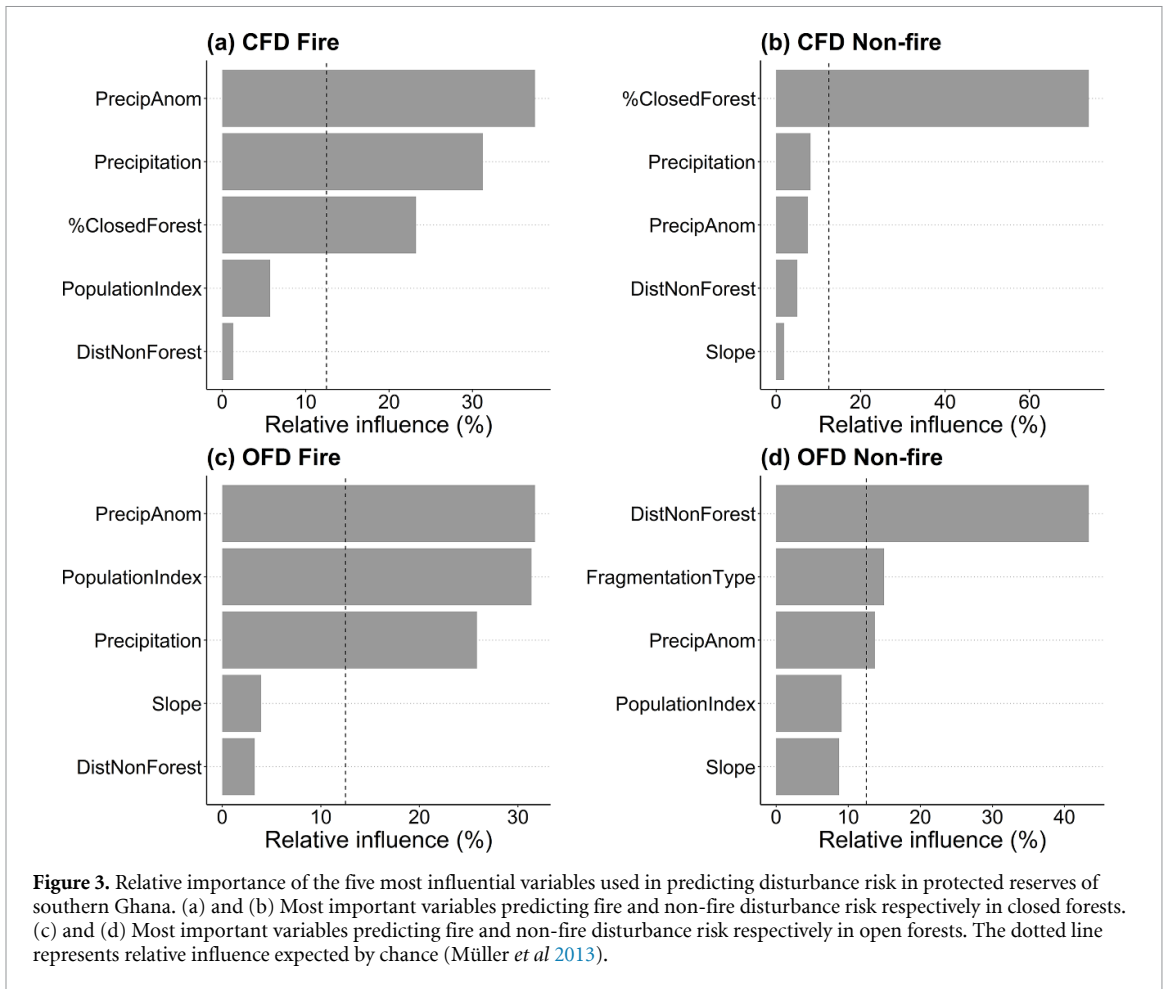 (a) CFD Fire
PrecipAnom
Precipitation
%ClosedForest
PopulationIndex
DistNonForest
0 10 20 30
Relative influence (%)
(b) CFD Non-fire
%ClosedForest
Precipitation
PrecipAnom
DistNonForest
Slope
0 20 40 60
Relative influence (%)
(c) OFD Fire
PrecipAnom
PopulationIndex
Precipitation
Slope
DistNonForest
0 10 20 30
Relative influence (%)
(d) OFD Non-fire
DistNonForest
FragmentationType
PrecipAnom
PopulationIndex
Slope
0 10 20 30 40
Relative influence (%)
Figure 3. Relative importance of the five most influential variables used in predicting disturbance risk in protected reserves of
southern Ghana. (a) and (b) Most important variables predicting fire and non-fire disturbance risk respectively in closed forests.
(c) and (d) Most important variables predicting fire and non-fire disturbance risk respectively in open forests. The dotted line
represents relative influence expected by chance (Müller et al 2013).